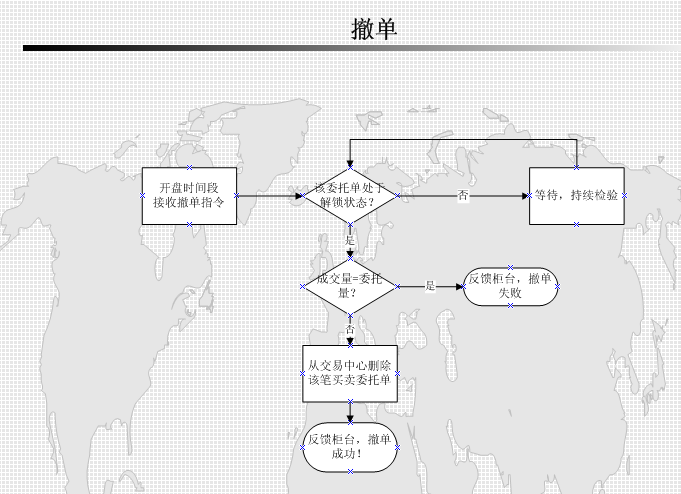 撤单
开盘时间段
接收撤单指令
该委托单处于
解锁状态？
否
等待，持续检验
是
成交量=委托
量？
是
反馈柜台，撤单
失败
否
从交易中心删除
该笔买卖委托单
反馈柜台，撤单
成功！